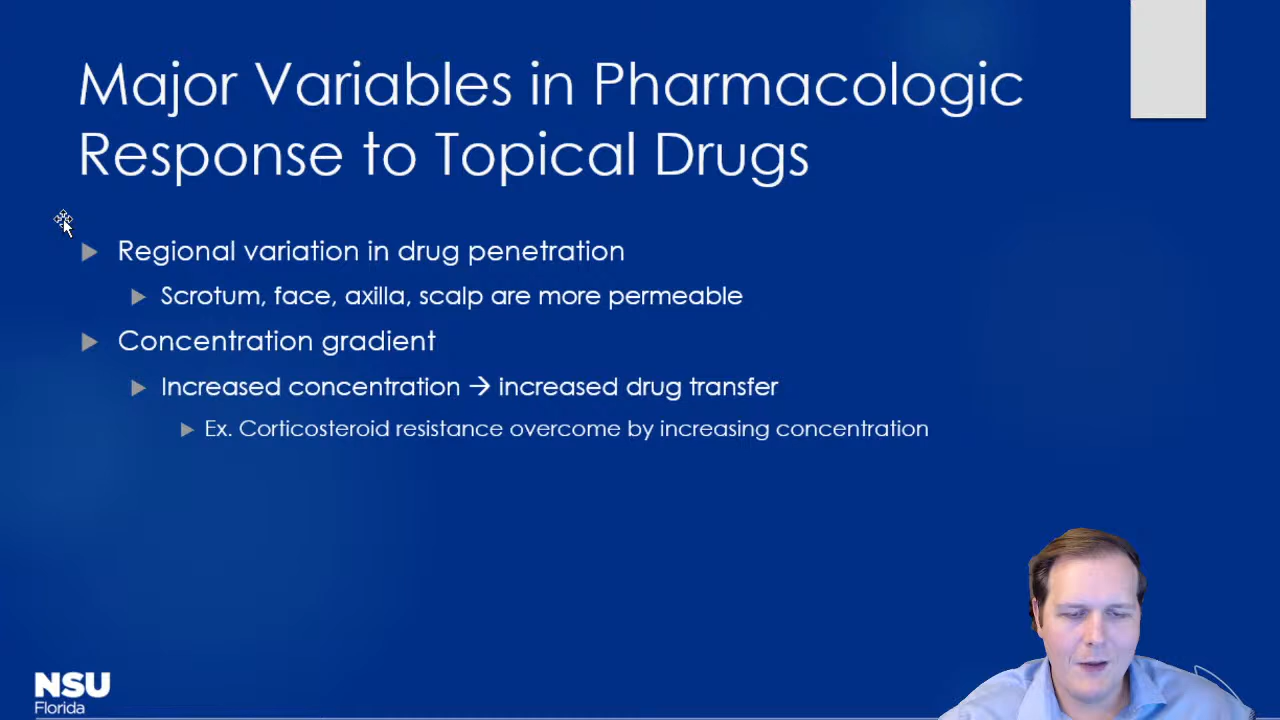 Major Variables in Pharmacologic
Response to Topical Drugs
Regional variation in drug penetration
Scrotum, face, axilla, scalp are more permeable
Concentration gradient
Increased concentration → increased drug transfer
Ex. Corticosteroid resistance overcome by increasing concentration
NSU
Florida